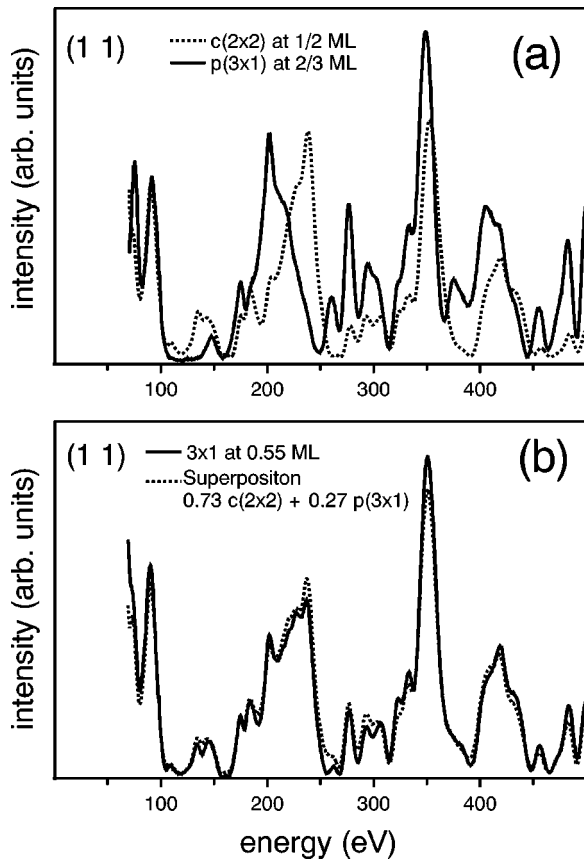 (1 1)
c(2x2) at 1/2 ML
p(3x1) at 2/3 ML
(a)
intensity (arb. units)
100
200
300
400
(1 1)
3x1 at 0.55 ML
Superpositon
0.73 c(2x2) + 0.27 p(3x1)
(b)
intensity (arb. units)
100
200
300
400
energy (eV)